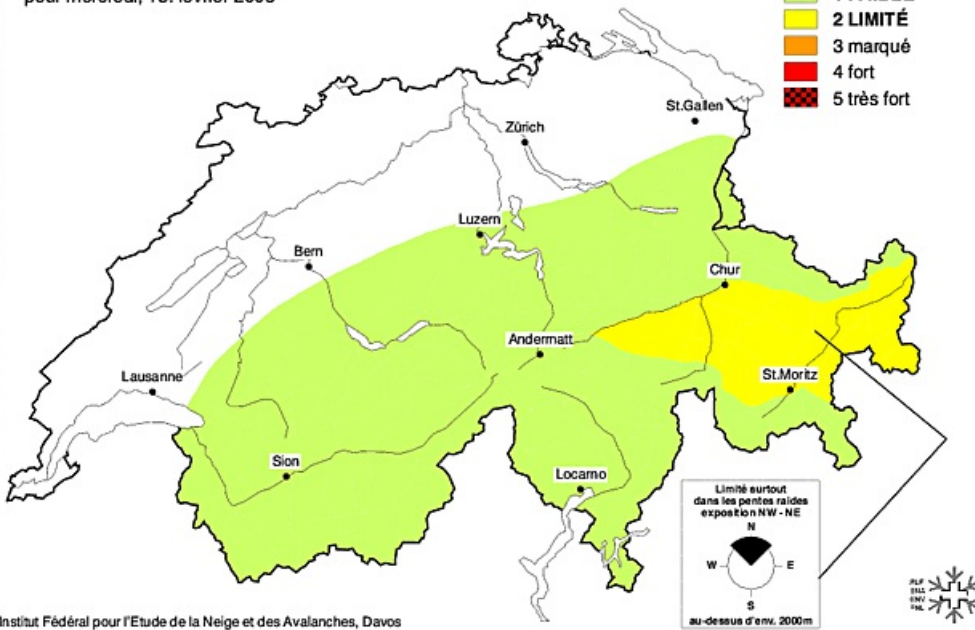 2 LIMITÉ
3 marqué
4 fort
5 très fort
St.Gallen
Zürich
Luzern
Bern
Chur
Andermatt
St.Moritz
Lausanne
Sion
Locarno
Limité surtout
dans les pentes raides
exposition NW - NE
N
W E
S
au-dessus d'env. 2000m
Institut Fédéral pour l'Etude de la Neige et des Avalanches, Davos